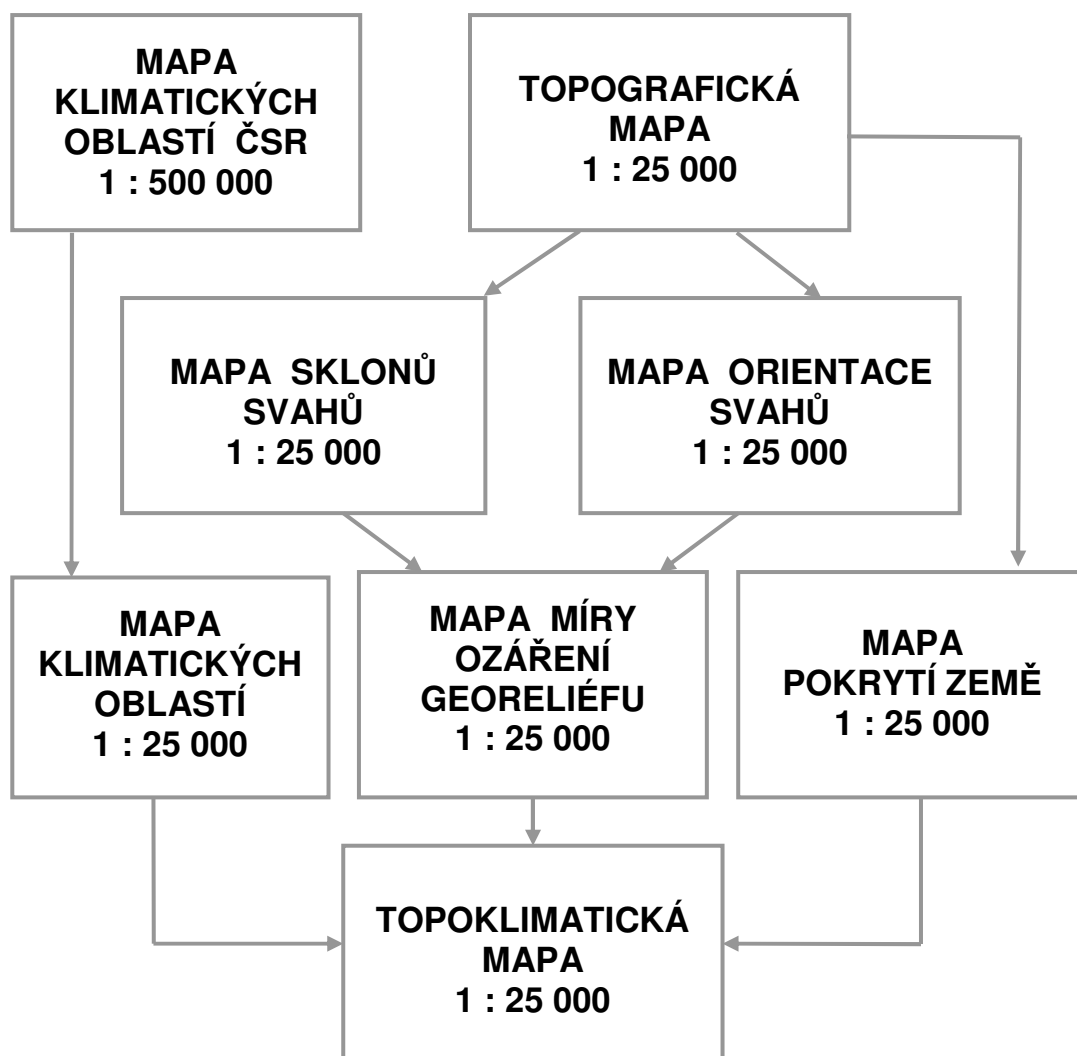 MAPA
KLIMATICKÝCH
OBLASTÍ ČSR
1 : 500 000
TOPOGRAFICKÁ
MAPA
1 : 25 000
MAPA SKLONŮ
SVAHŮ
1 : 25 000
MAPA ORIENTACE
SVAHŮ
1 : 25 000
MAPA
KLIMATICKÝCH
OBLASTÍ
1 : 25 000
MAPA MÍRY
OZÁŘENÍ
GEORELIÉFU
1 : 25 000
MAPA
POKRYTÍ ZEMĚ
1 : 25 000
TOPOKLIMATICKÁ
MAPA
1 : 25 000